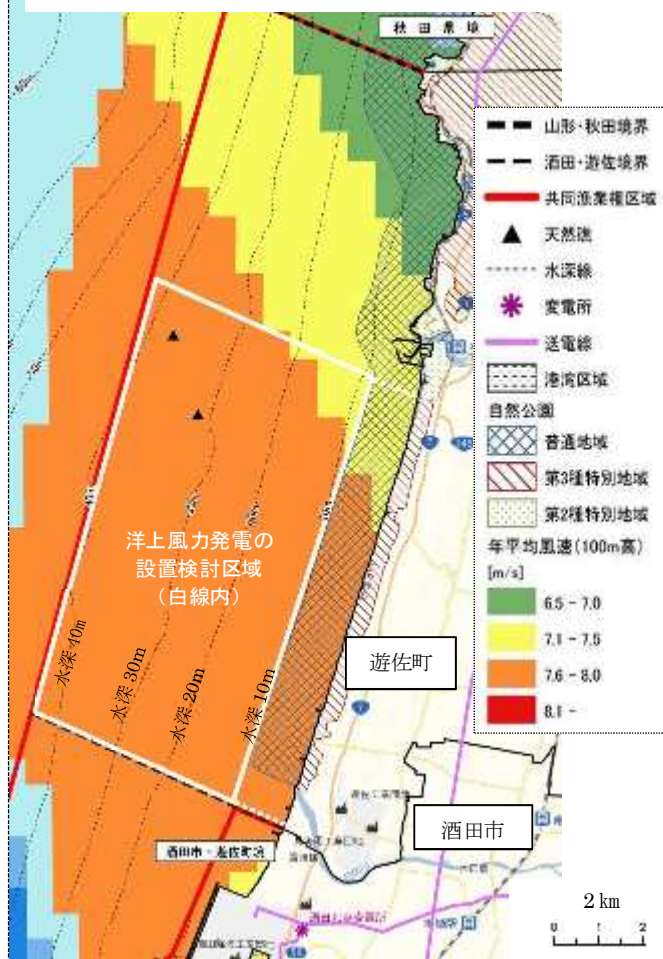 秋田県境
山形・秋田境界
酒田・遊佐境界
共同漁業権区域
天然礁
水深線
変電所
送電線
港湾区域
自然公園
普通地域
第3種特別地域
第2種特別地域
年平均風速(100m高)
[m/s]
6.5 - 7.0
7.1 - 7.5
7.6 - 8.0
8.1 -
洋上風力発電の
設置検討区域
(白線内)
水深40m
水深30m
水深20m
水深10m
遊佐町
酒田市
酒田市・遊佐町境
7
7
2 km
0 1 2